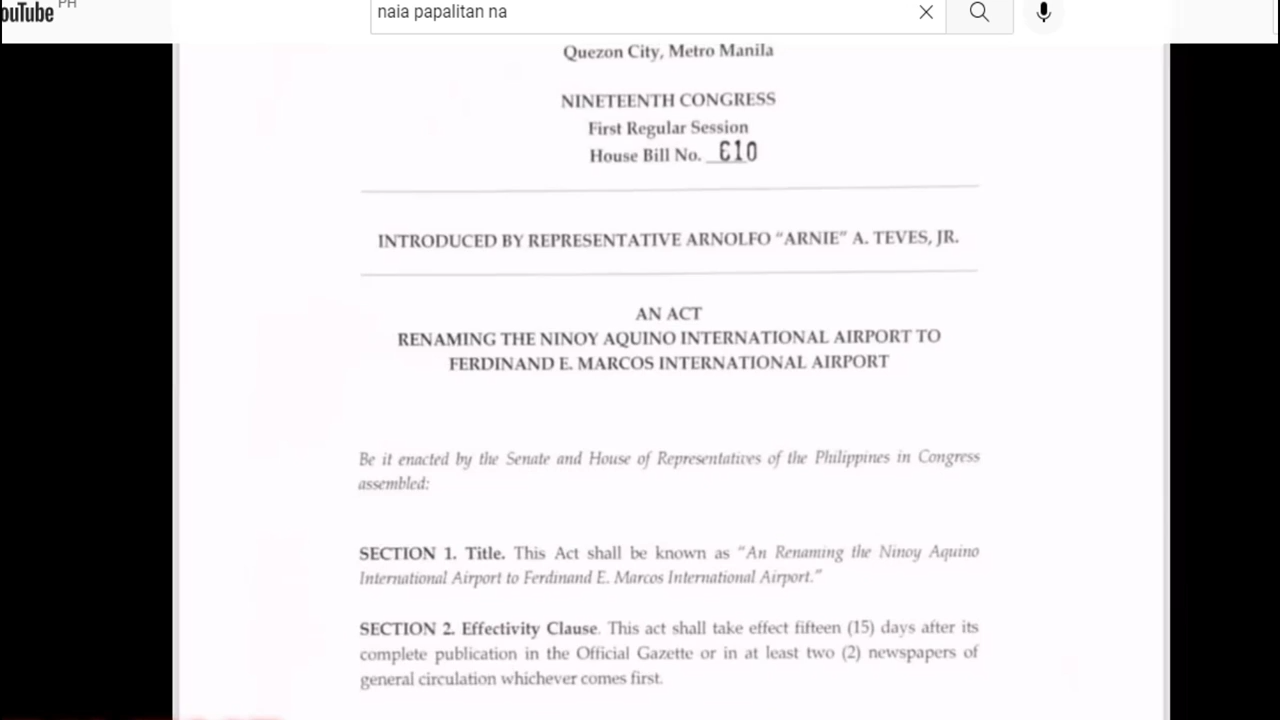 ouTube PH
naia papalitan na
Quezon City, Metro Manila
NINETEENTH CONGRESS
First Regular Session
House Bill No. 610
INTRODUCED BY REPRESENTATIVE ARNOLFO "ARNIE" A. TEVES, JR.
AN ACT
RENAMING THE NINOY AQUINO INTERNATIONAL AIRPORT TO
FERDINAND E. MARCOS INTERNATIONAL AIRPORT
Be it enacted by the Senate and House of Representatives of the Philippines in Congress
assembled:
SECTION 1. Title. This Act shall be known as "An Renaming the Ninoy Aquino
International Airport to Ferdinand E. Marcos International Airport."
SECTION 2. Effectivity Clause. This act shall take effect fifteen (15) days after its
complete publication in the Official Gazette or in at least two (2) newspapers of
general circulation whichever comes first.